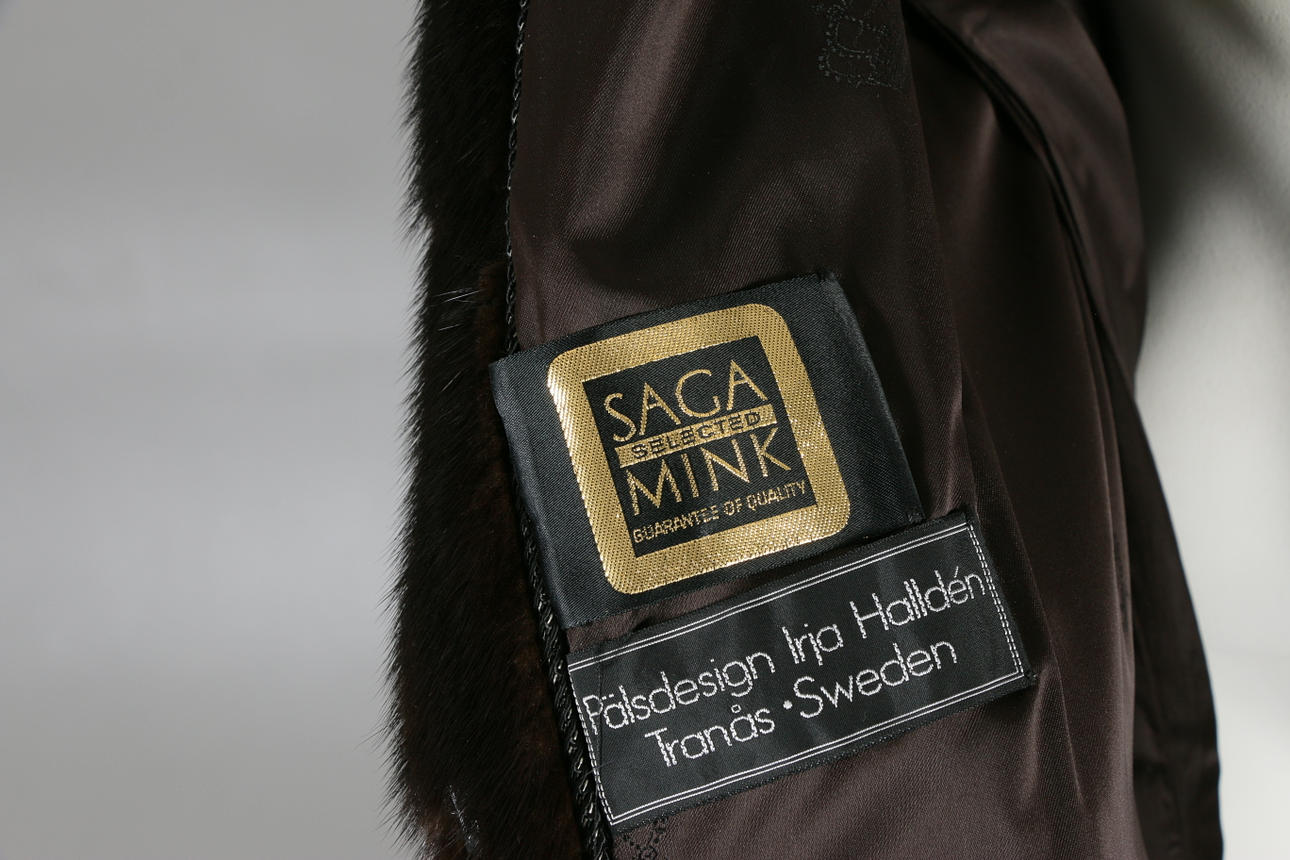 SAGA
SELECTED
MINK
GUARANTEE OF QUALITY
Pälsdesign Irja Halldén
Tranås • Sweden